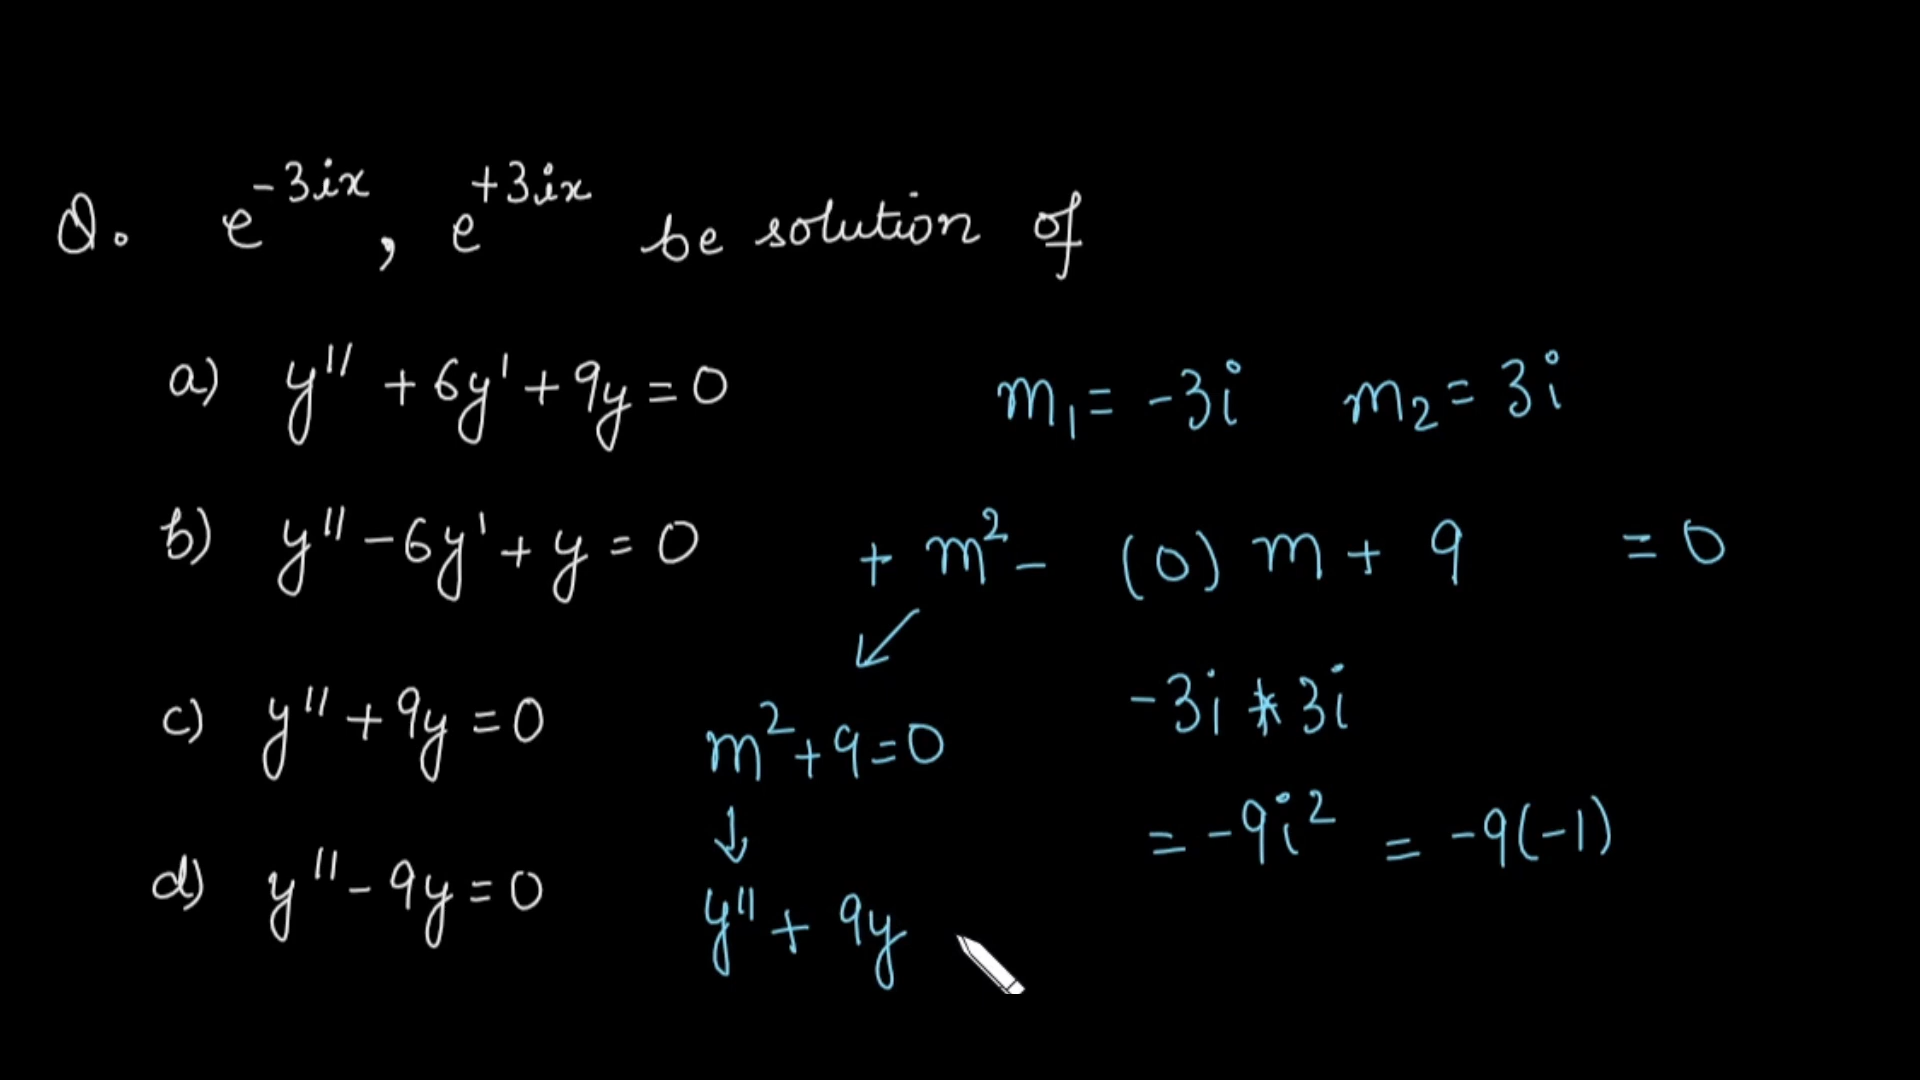 Q. e^{-3ix}, e^{+3ix} be solution of
a) y'' + 6y' + 9y = 0
m₁ = -3i m₂ = 3i
b) y'' - 6y' + y = 0
+ m² - (0) m + 9 = 0
↙
-3i * 3i
c) y'' + 9y = 0
m² + 9 = 0
= -9i² = -9(-1)
↓
d) y'' - 9y = 0
y'' + 9y